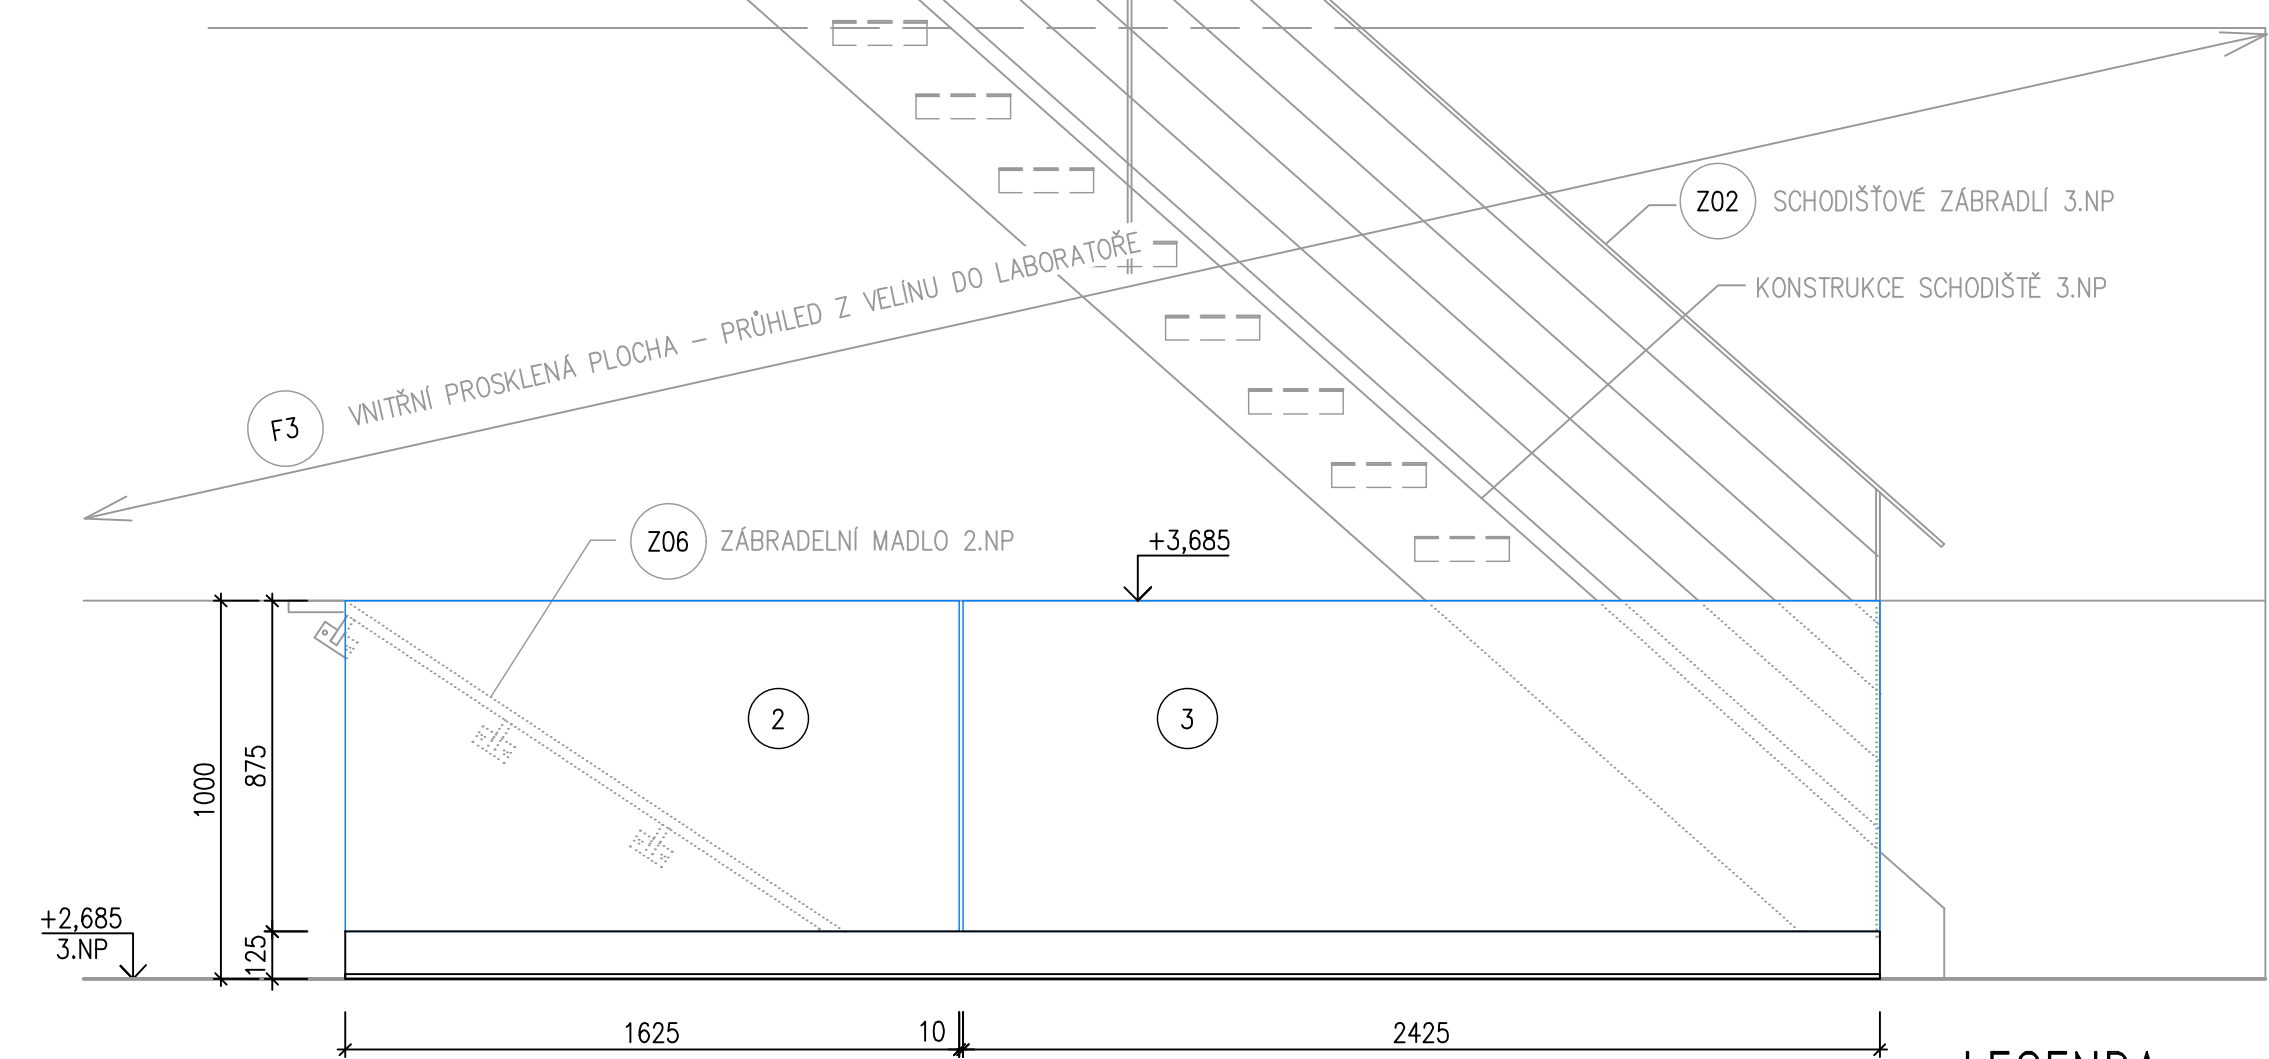 Z02 SCHODIŠŤOVÉ ZÁBRADLÍ 3.NP
KONSTRUKCE SCHODIŠTĚ 3.NP
F3 VNITŘNÍ PROSKLENÁ PLOCHA – PRŮHLED Z VELÍNU DO LABORATOŘE
Z06 ZÁBRADELNÍ MADLO 2.NP
+3,685
2
3
1000
875
125
+2,685
3.NP
1625
10
2425
LEGENDA